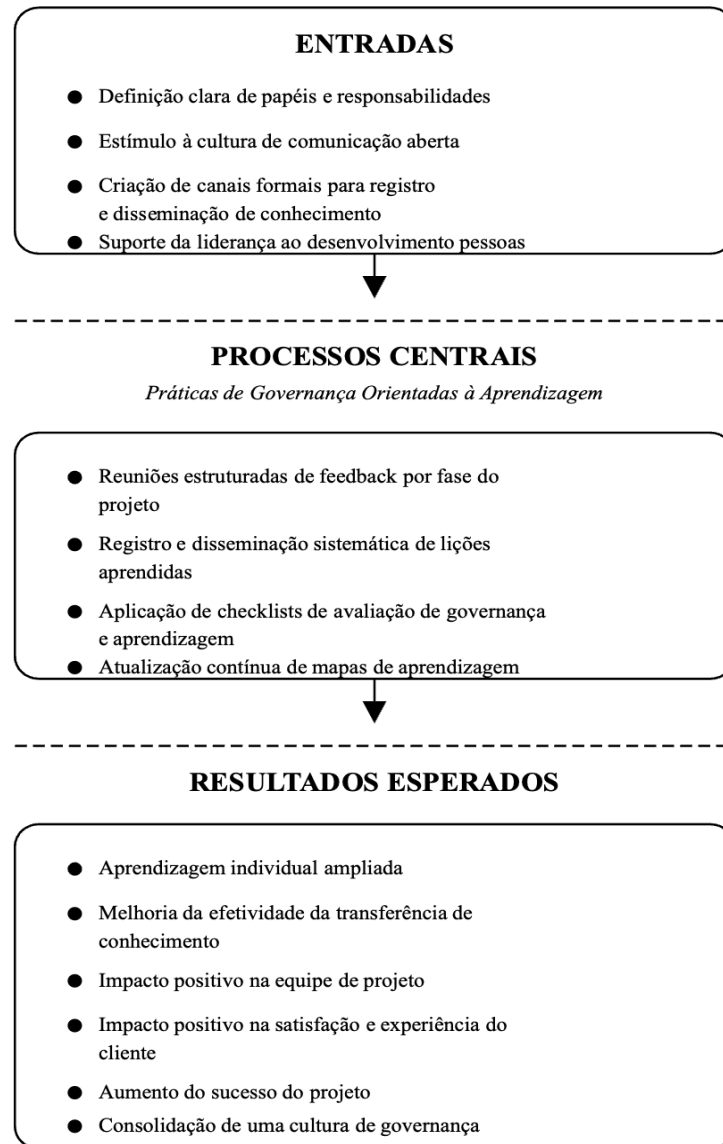 ENTRADAS
● Definição clara de papéis e responsabilidades
● Estímulo à cultura de comunicação aberta
● Criação de canais formais para registro
e disseminação de conhecimento
● Suporte da liderança ao desenvolvimento pessoas
PROCESSOS CENTRAIS
Práticas de Governança Orientadas à Aprendizagem
● Reuniões estruturadas de feedback por fase do
projeto
● Registro e disseminação sistemática de lições
aprendidas
● Aplicação de checklists de avaliação de governança
e aprendizagem
● Atualização contínua de mapas de aprendizagem
RESULTADOS ESPERADOS
● Aprendizagem individual ampliada
● Melhoria da efetividade da transferência de
conhecimento
● Impacto positivo na equipe de projeto
● Impacto positivo na satisfação e experiência do
cliente
● Aumento do sucesso do projeto
● Consolidação de uma cultura de governança